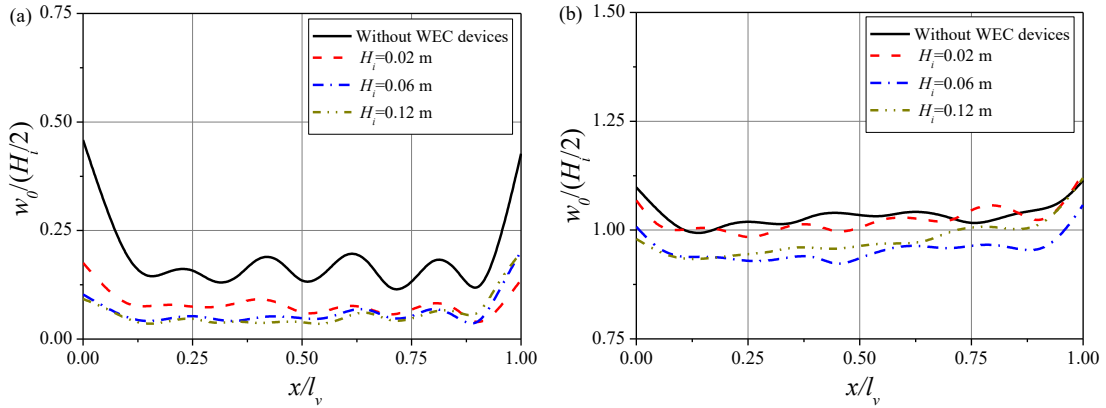 (a)
0.75
0.50
0.25
0.00
w₀/(Hᵢ/2)
Without WEC devices
Hᵢ=0.02 m
Hᵢ=0.06 m
Hᵢ=0.12 m
0.00 0.25 0.50 0.75 1.00
x/lᵧ
(b)
1.50
1.25
1.00
0.75
w₀/(Hᵢ/2)
Without WEC devices
Hᵢ=0.02 m
Hᵢ=0.06 m
Hᵢ=0.12 m
0.00 0.25 0.50 0.75 1.00
x/lᵧ